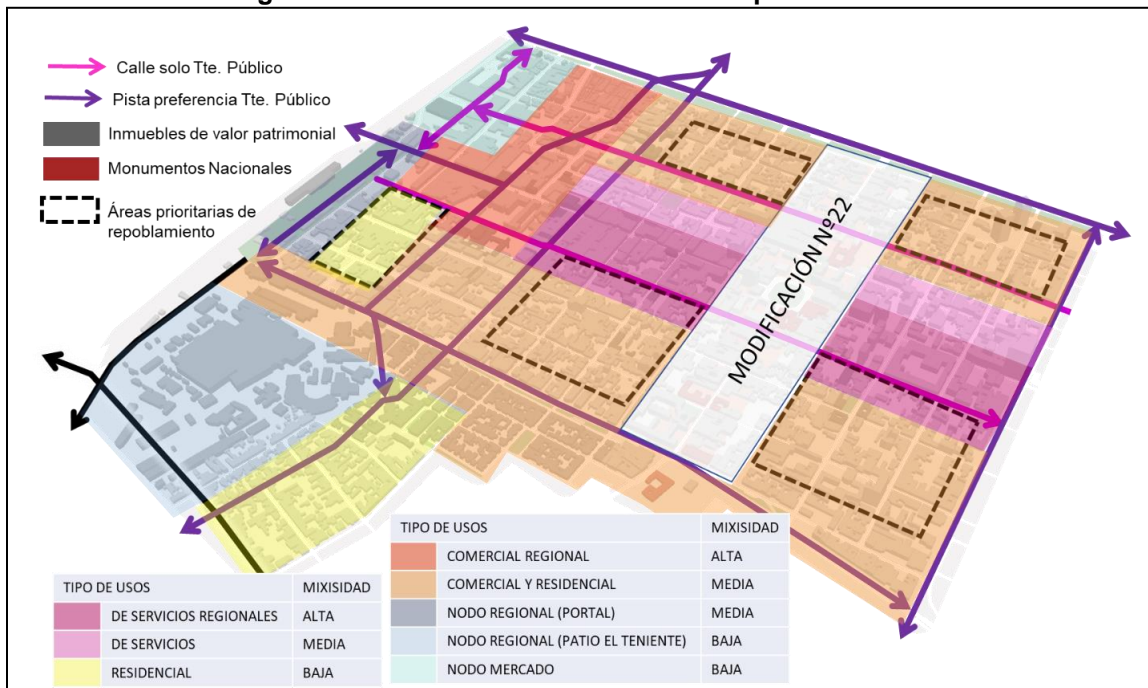 Calle solo Tte. Público
Pista preferencia Tte. Público
Inmuebles de valor patrimonial
Monumentos Nacionales
Áreas prioritarias de
repoblamiento
MODIFICACIÓN Nº22
TIPO DE USOS MIXISIDAD
DE SERVICIOS REGIONALES ALTA
DE SERVICIOS MEDIA
RESIDENCIAL BAJA
TIPO DE USOS MIXISIDAD
COMERCIAL REGIONAL ALTA
COMERCIAL Y RESIDENCIAL MEDIA
NODO REGIONAL (PORTAL) MEDIA
NODO REGIONAL (PATIO EL TENIENTE) BAJA
NODO MERCADO BAJA